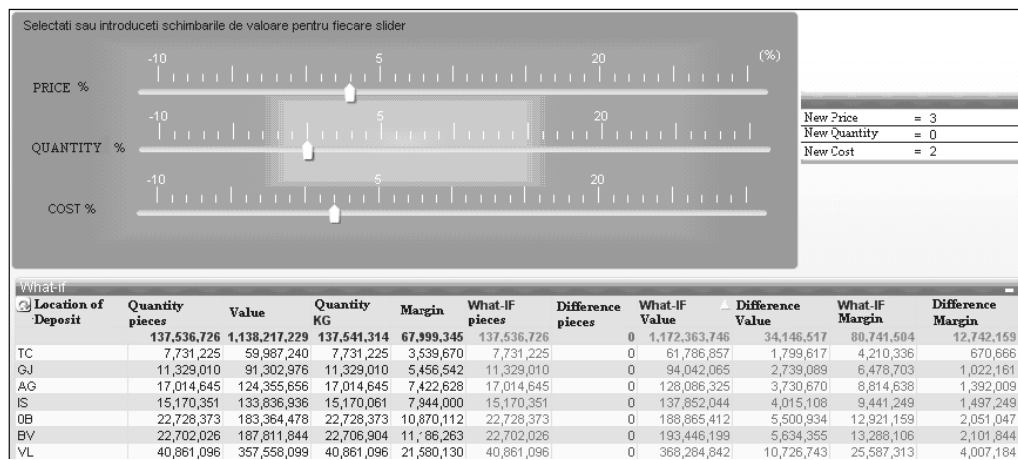 Selectati sau introduceti schimbarile de valoare pentru fiecare slider
-10 5 20 (%)
PRICE %
-10 5 20
QUANTITY %
-10 5 20
COST %
New Price = 3
New Quantity = 0
New Cost = 2
What-if
Location of Deposit Quantity pieces Value Quantity KG Margin What-IF pieces Difference pieces What-IF Value Difference Value What-IF Margin Difference Margin
137,536,726 1,138,217,229 137,541,314 67,999,345 137,536,726 0 1,172,363,746 34,146,517 80,741,504 12,742,159
TC 7,731,225 59,987,240 7,731,225 3,539,670 7,731,225 0 61,786,857 1,799,617 4,210,336 670,666
GJ 11,329,010 91,302,976 11,329,010 5,456,542 11,329,010 0 94,042,065 2,739,089 6,478,703 1,022,161
AG 17,014,645 124,355,656 17,014,645 7,422,628 17,014,645 0 128,086,325 3,730,670 8,814,638 1,392,009
IS 15,170,351 133,836,936 15,170,061 7,944,000 15,170,351 0 137,852,044 4,015,108 9,441,249 1,497,249
0B 22,728,373 183,364,478 22,728,373 10,870,112 22,728,373 0 188,865,412 5,500,934 12,921,159 2,051,047
BV 22,702,026 187,811,844 22,706,904 22,702,026 0 193,446,199 5,634,355 13,288,106 2,101,844
VL 40,861,096 357,558,099 40,861,096 21,580,130 40,861,096 0 368,284,842 10,726,743 25,587,313 4,007,184